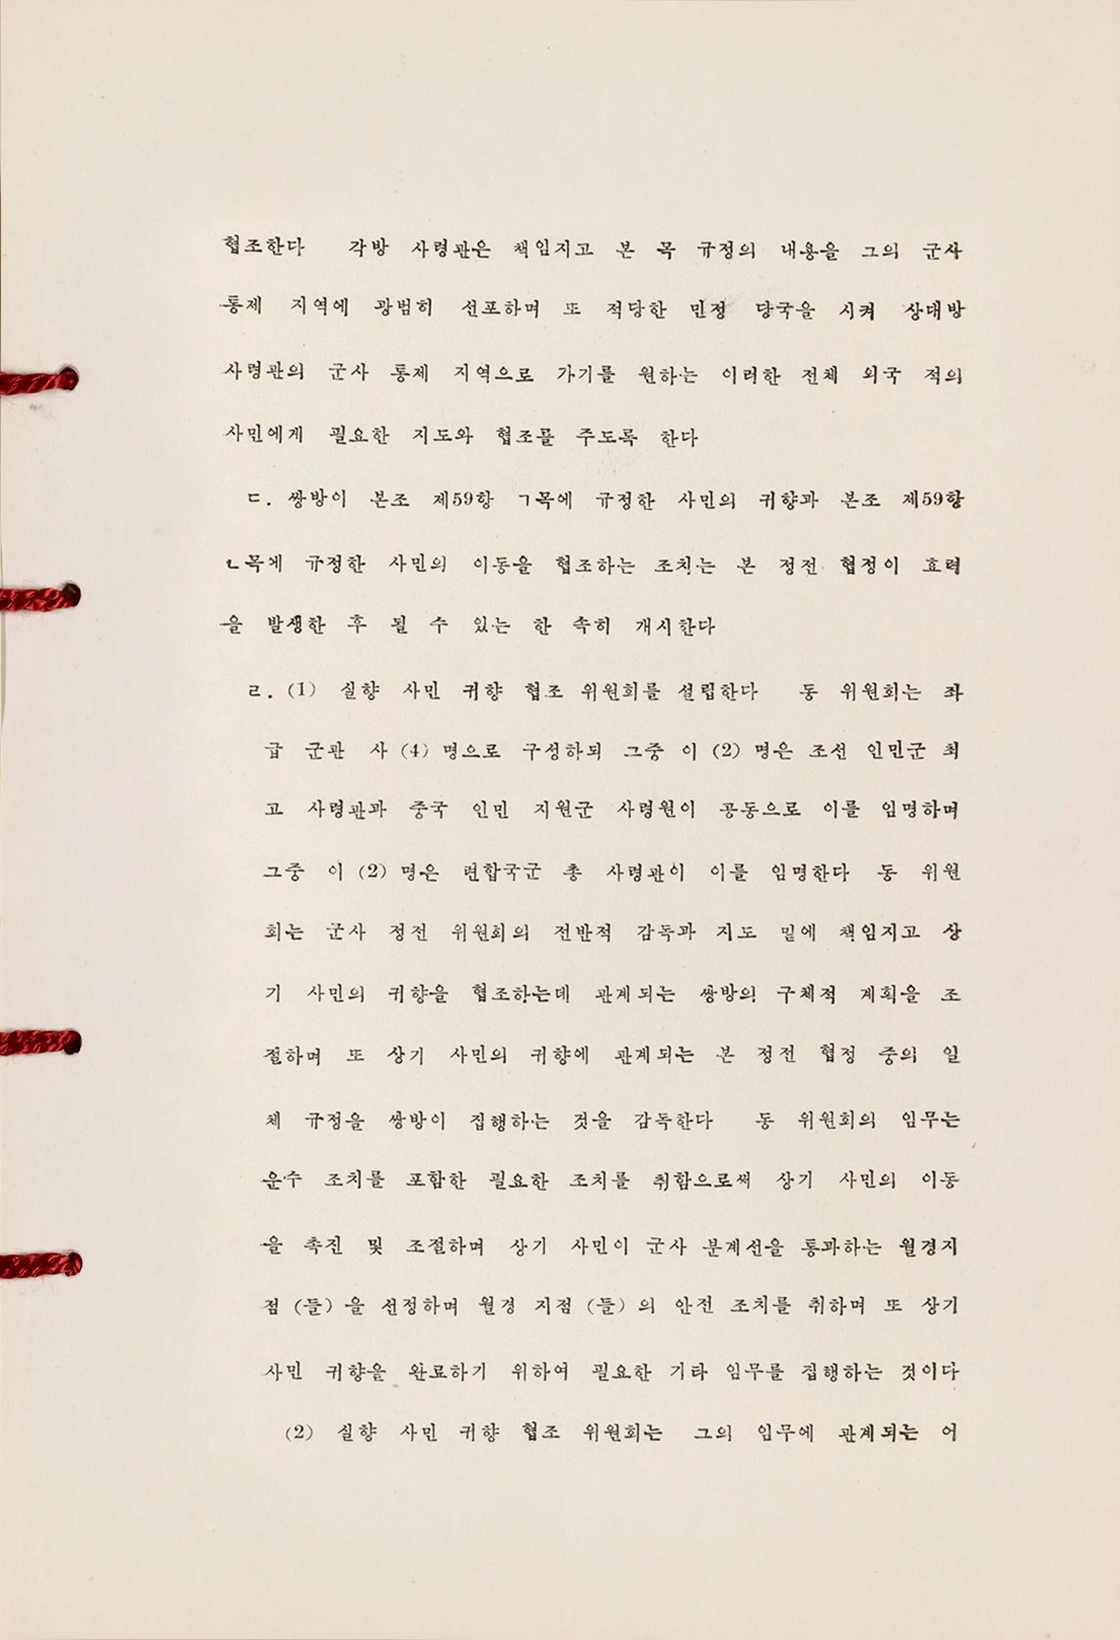 협조한다 각방 사령관은 책임지고 본 목 규정의 내용을 그의 군사
통제 지역에 광범히 선포하며 또 적당한 민정 당국을 시켜 상대방
사령관의 군사 통제 지역으로 가기를 원하는 이러한 전체 외국 적의
사민에게 필요한 지도와 협조를 주도록 한다
ㄷ. 쌍방이 본조 제59항 ㄱ목에 규정한 사민의 귀향과 본조 제59항
ㄴ목에 규정한 사민의 이동을 협조하는 조치는 본 정전 협정이 효력
을 발생한 후 될 수 있는 한 속히 개시한다
ㄹ. (1) 실향 사민 귀향 협조 위원회를 설립한다 동 위원회는 좌
급 군관 사 (4) 명으로 구성하되 그중 이 (2) 명은 조선 인민군 최
고 사령관과 중국 인민 지원군 사령원이 공동으로 이를 임명하며
그중 이 (2) 명은 련합국군 총 사령관이 이를 임명한다 동 위원
회는 군사 정전 위원회의 전반적 감독과 지도 밑에 책임지고 상
기 사민의 귀향을 협조하는데 관계되는 쌍방의 구체적 계획을 조
절하며 또 상기 사민의 귀향에 관계되는 본 정전 협정 중의 일
체 규정을 쌍방이 집행하는 것을 감독한다 동 위원회의 임무는
운수 조치를 포함한 필요한 조치를 취함으로써 상기 사민의 이동
을 촉진 및 조절하며 상기 사민이 군사 분계선을 통과하는 월경지
점 (들) 을 선정하며 월경 지점 (들) 의 안전 조치를 취하며 또 상기
사민 귀향을 완료하기 위하여 필요한 기타 임무를 집행하는 것이다
(2) 실향 사민 귀향 협조 위원회는 그의 임무에 관계되는 어